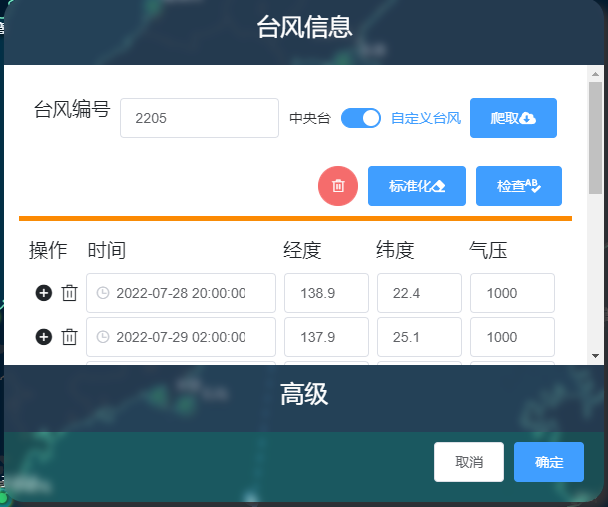 台风信息
台风编号 2205 中央台 自定义台风 爬取
标准化 检查
操作 时间 经度 纬度 气压
2022-07-28 20:00:00 138.9 22.4 1000
2022-07-29 02:00:00 137.9 25.1 1000
高级
取消 确定